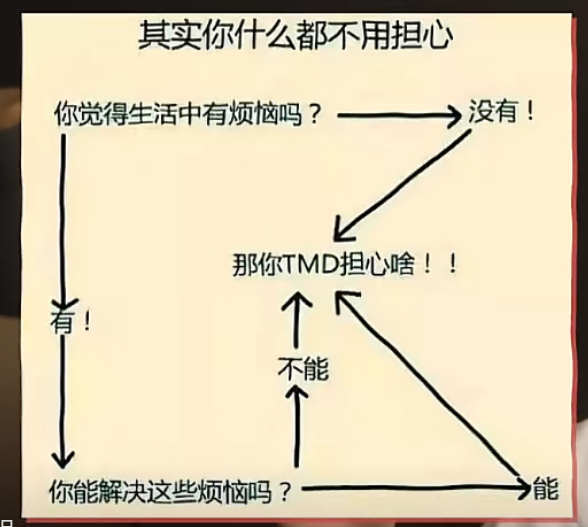 其实你什么都不用担心
你觉得生活中有烦恼吗？
没有！
那你TMD担心啥！！
有！
不能
你能解决这些烦恼吗？
能